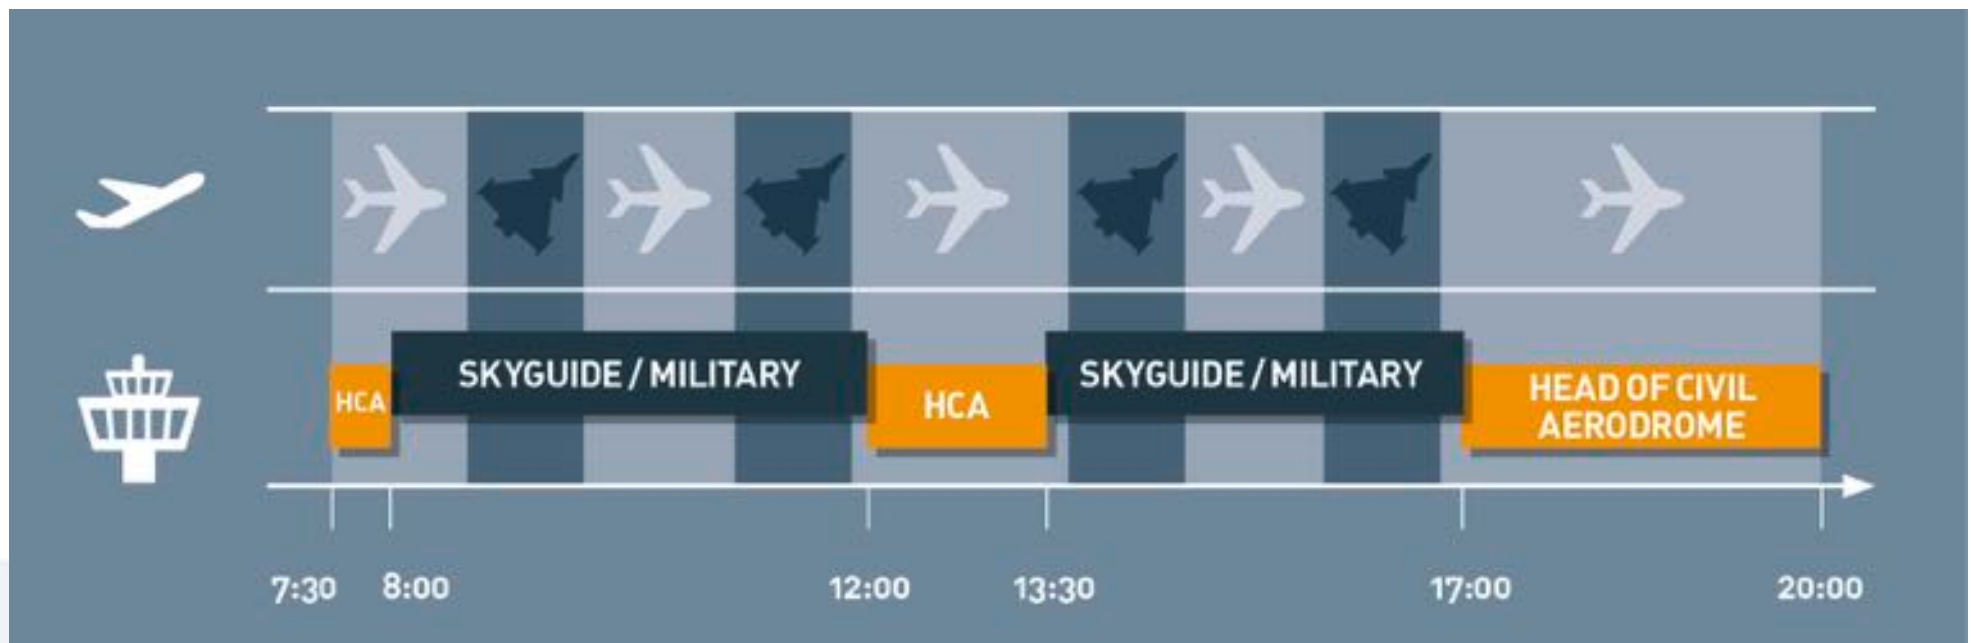 SKYGUIDE / MILITARY
SKYGUIDE / MILITARY
HCA
HCA
HEAD OF CIVIL
AERODROME
7:30
8:00
12:00
13:30
17:00
20:00